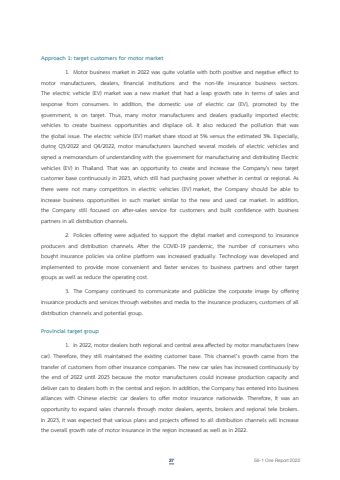 Approach 1: target customers for motor market
1. Motor business market in 2022 was quite volatile with both positive and negative effect to
motor manufacturers, dealers, financial institutions and the non-life insurance business sectors.
The electric vehicle (EV) market was a new market that had a leap growth rate in terms of sales and
response from consumers. In addition, the domestic use of electric car (EV), promoted by the
government, is on target. Thus, many motor manufacturers and dealers gradually imported electric
vehicles to create business opportunities and displace oil. It also reduced the pollution that was
the global issue. The electric vehicle (EV) market share stood at 5% versus the estimated 3%. Especially,
during Q3/2022 and Q4/2022, motor manufacturers launched several models of electric vehicles and
signed a memorandum of understanding with the government for manufacturing and distributing Electric
vehicles (EV) in Thailand. That was an opportunity to create and increase the Company's new target
customer base continuously in 2023, which still had purchasing power whether in central or regional. As
there were not many competitors in electric vehicles (EV) market, the Company should be able to
increase business opportunities in such market similar to the new and used car market. In addition,
the Company still focused on after-sales service for customers and built confidence with business
partners in all distribution channels.
2. Policies offering were adjusted to support the digital market and correspond to insurance
producers and distribution channels. After the COVID-19 pandemic, the number of consumers who
bought insurance policies via online platform was increased gradually. Technology was developed and
implemented to provide more convenient and faster services to business partners and other target
groups as well as reduce the operating cost.
3. The Company continued to communicate and publicize the corporate image by offering
insurance products and services through websites and media to the insurance producers, customers of all
distribution channels and potential group.
Provincial target group
1. In 2022, motor dealers both regional and central area affected by motor manufacturers (new
car). Therefore, they still maintained the existing customer base. This channel's growth came from the
transfer of customers from other insurance companies. The new car sales has increased continuously by
the end of 2022 until 2023 because the motor manufacturers could increase production capacity and
deliver cars to dealers both in the central and region. In addition, the Company has entered into business
alliances with Chinese electric car dealers to offer motor insurance nationwide. Therefore, it was an
opportunity to expand sales channels through motor dealers, agents, brokers and regional tele brokers.
In 2023, it was expected that various plans and projects offered to all distribution channels will increase
the overall growth rate of motor insurance in the region increased as well as in 2022.
27
56-1 One-Report 2022